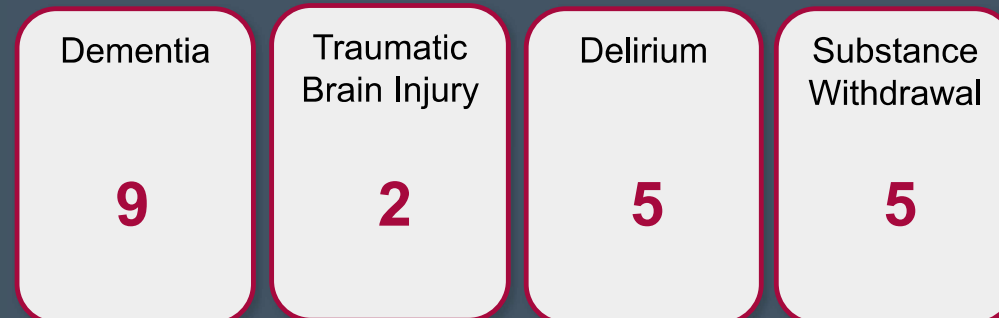 Dementia
9
Traumatic
Brain Injury
2
Delirium
5
Substance
Withdrawal
5